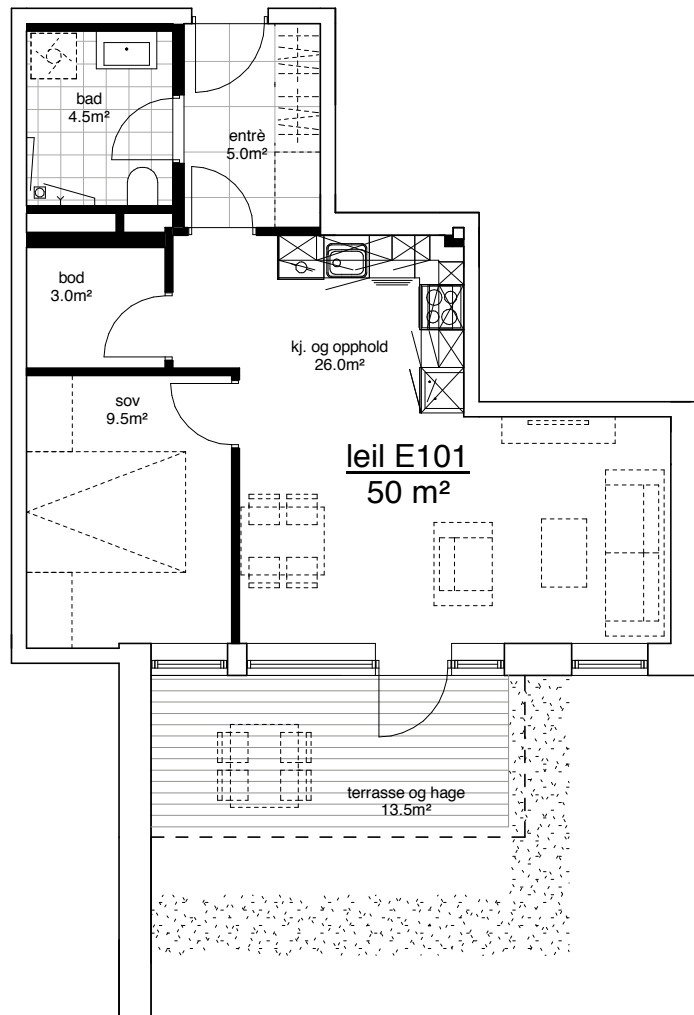 bad
4.5m²
entrè
5.0m²
bod
3.0m²
kj. og opphold
26.0m²
sov
9.5m²
leil E101
50 m²
terrasse og hage
13.5m²